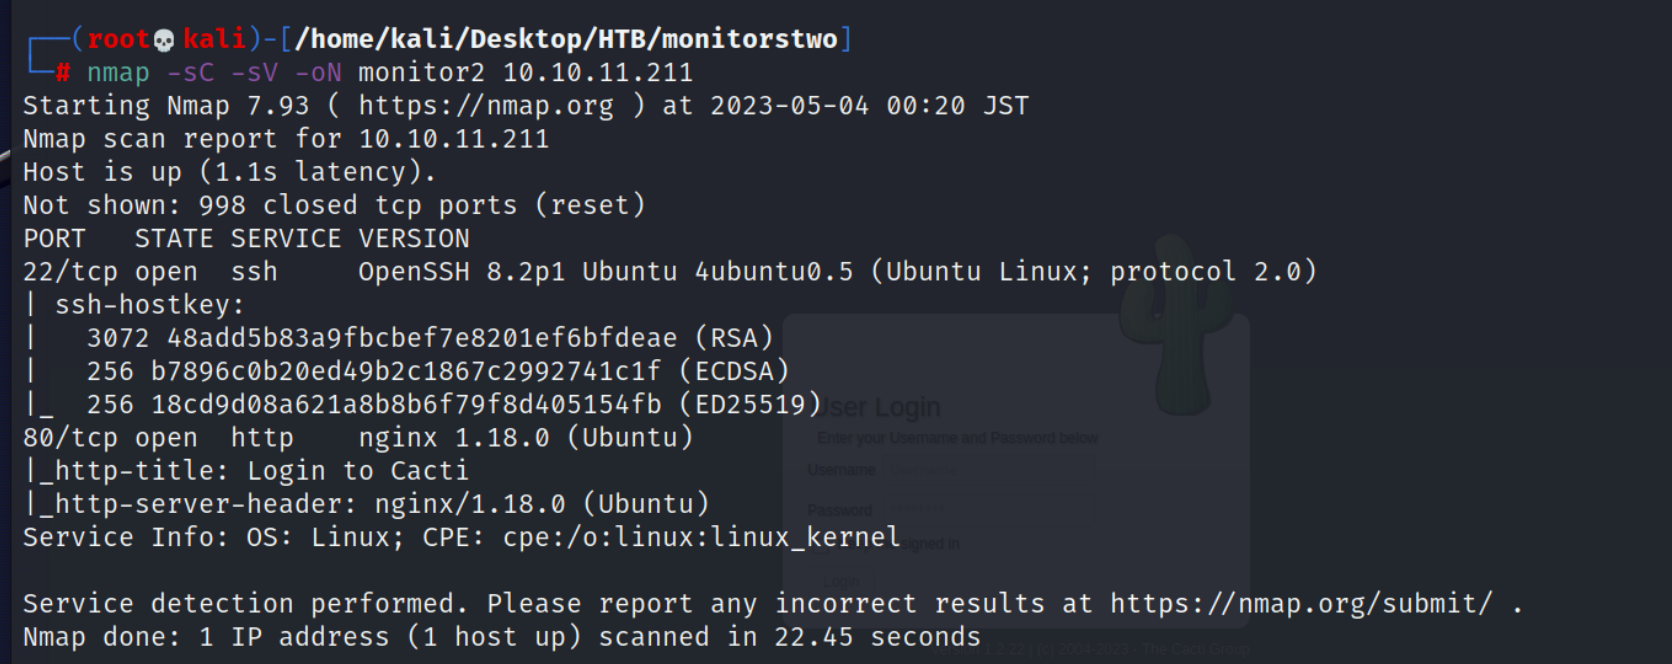 ┌──(root💀kali)-[/home/kali/Desktop/HTB/monitorstwo]
└─# nmap -sC -sV -oN monitor2 10.10.11.211
Starting Nmap 7.93 ( https://nmap.org ) at 2023-05-04 00:20 JST
Nmap scan report for 10.10.11.211
Host is up (1.1s latency).
Not shown: 998 closed tcp ports (reset)
PORT   STATE SERVICE VERSION
22/tcp open  ssh     OpenSSH 8.2p1 Ubuntu 4ubuntu0.5 (Ubuntu Linux; protocol 2.0)
| ssh-hostkey:
|   3072 48add5b83a9fbcbef7e8201ef6bfdeae (RSA)
|   256 b7896c0b20ed49b2c1867c2992741c1f (ECDSA)
|_  256 18cd9d08a621a8b8b6f79f8d405154fb (ED25519)
User Login
80/tcp open  http    nginx 1.18.0 (Ubuntu)
Enter your Username and Password below
|_http-title: Login to Cacti
Username
|_http-server-header: nginx/1.18.0 (Ubuntu)
Password
Service Info: OS: Linux; CPE: cpe:/o:linux:linux_kernel
signed in
Login
Service detection performed. Please report any incorrect results at https://nmap.org/submit/ .
Nmap done: 1 IP address (1 host up) scanned in 22.45 seconds
1.2.22 | (c) 2004-2023 - The Cacti Group